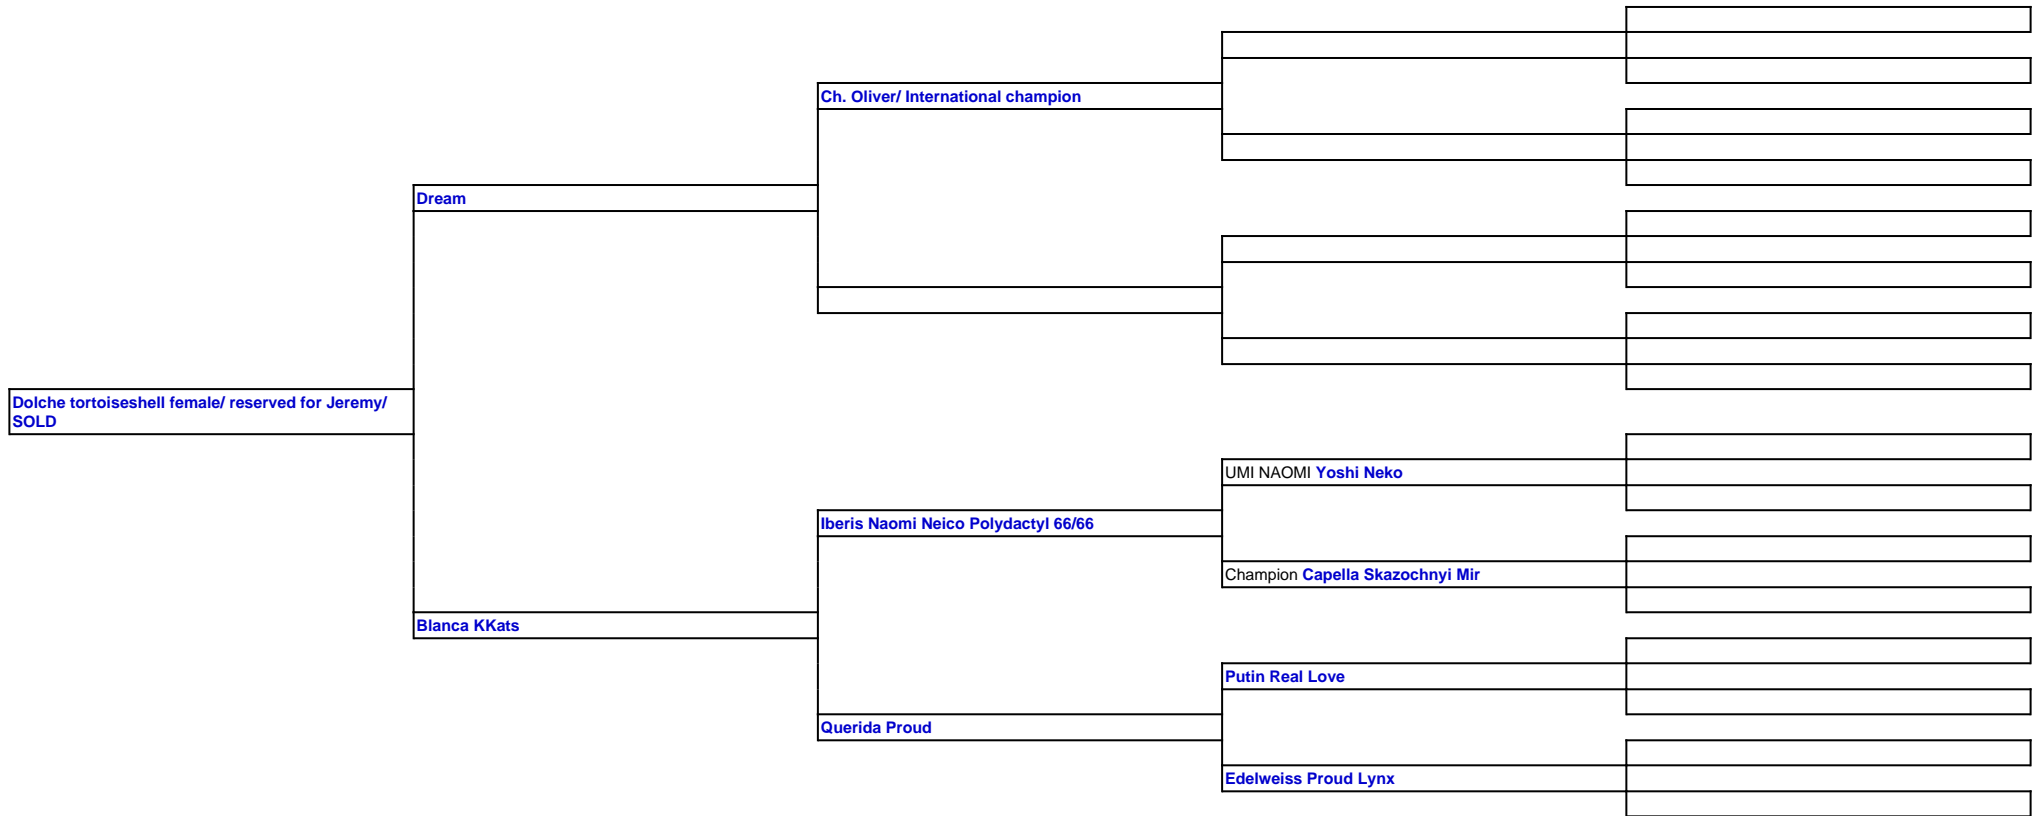 Ch. Oliver/ International champion
Dream
Dolche tortoiseshell female/ reserved for Jeremy/
SOLD
UMI NAOMI Yoshi Neko
Iberis Naomi Neico Polydactyl 66/66
Champion Capella Skazochnyi Mir
Blanca KKats
Putin Real Love
Querida Proud
Edelweiss Proud Lynx